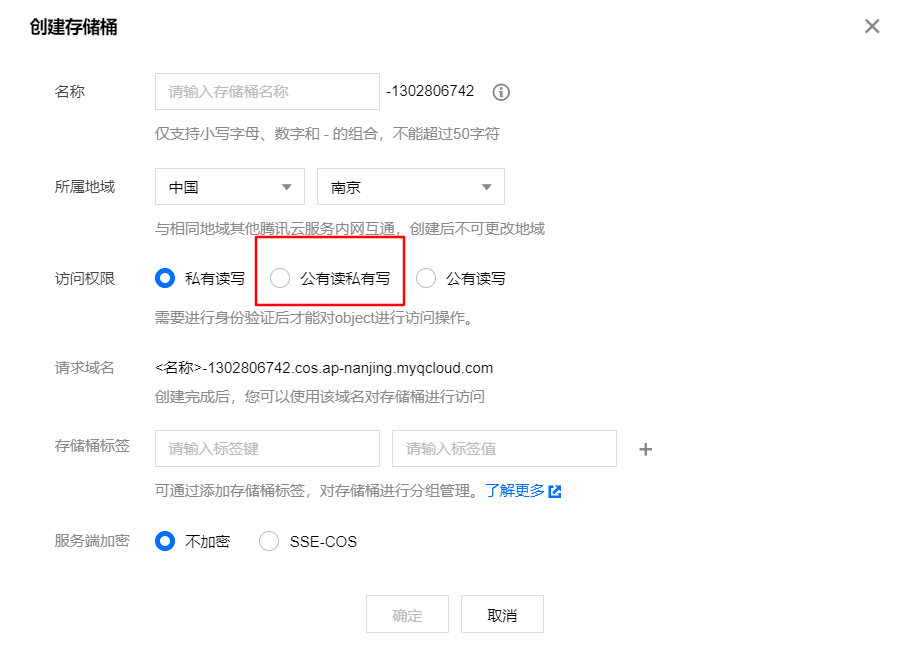 创建存储桶
名称 请输入存储桶名称 -1302806742
仅支持小写字母、数字和 - 的组合，不能超过50字符
所属地域 中国 南京
与相同地域其他腾讯云服务内网互通，创建后不可更改地域
访问权限 私有读写 公有读私有写 公有读写
需要进行身份验证后才能对object进行访问操作。
请求域名 <名称>-1302806742.cos.ap-nanjing.myqcloud.com
创建完成后，您可以使用该域名对存储桶进行访问
存储桶标签 请输入标签键 请输入标签值
可通过添加存储桶标签，对存储桶进行分组管理。了解更多
服务端加密 不加密 SSE-COS
确定 取消